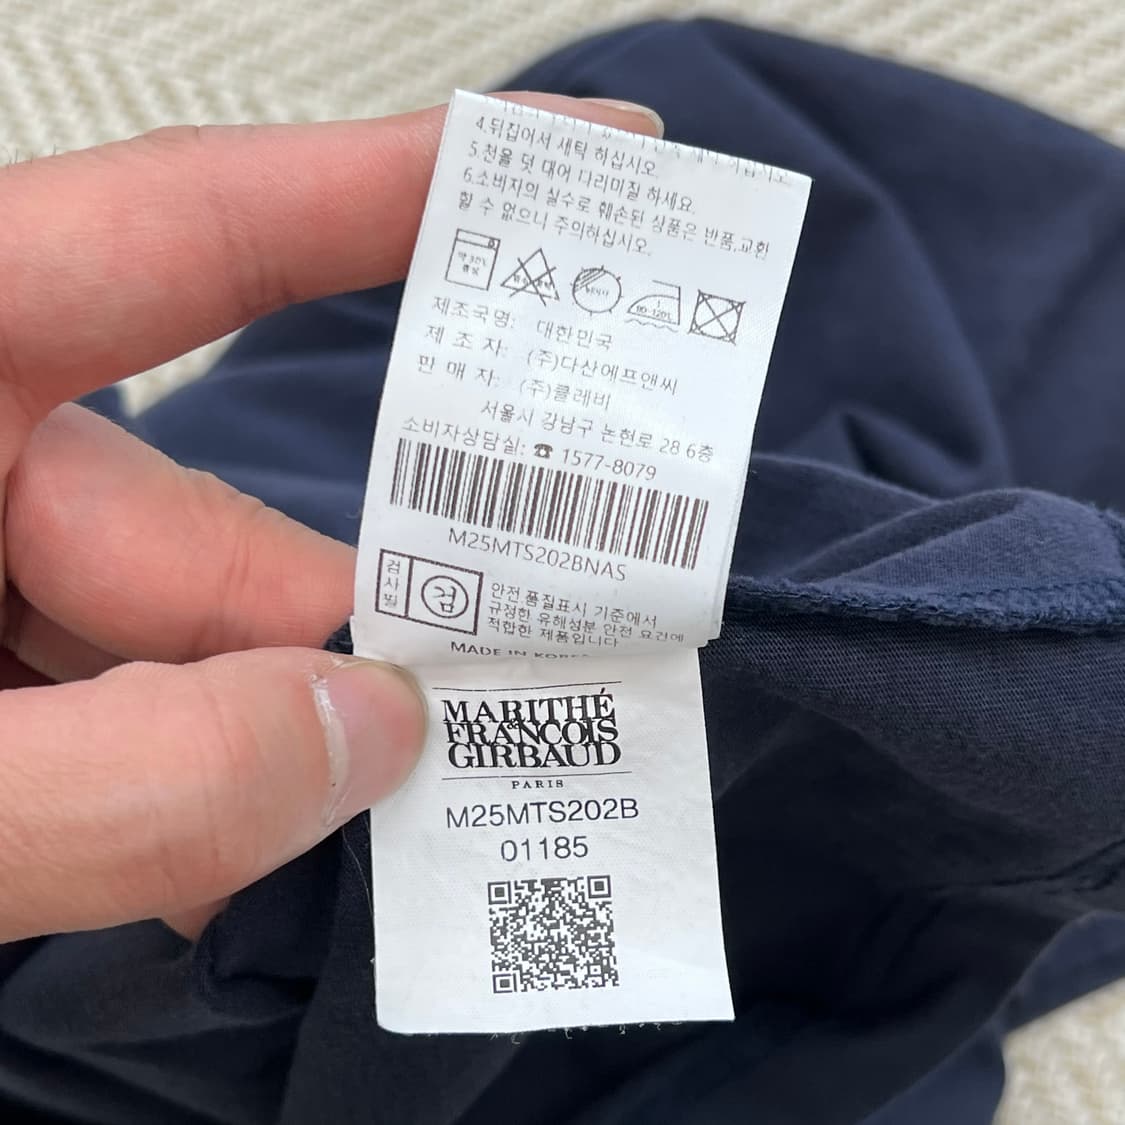 4.뒤집어서 세탁 하십시오.
5.천을 덧 대어 다리미질 하세요.
6.소비자의 실수로 훼손된 상품은 반품,교환
할 수 없으니 주의하십시오.
약 30℃
중성
80-120℃
제조국명: 대한민국
제 조 자: (주)다산에프앤씨
판 매 자: (주)클레비
서울시 강남구 논현로 28 6층
소비자상담실: ☎ 1577-8079
M25MTS202BNAS
검사필
검
안전.품질표시 기준에서
규정한 유해성분 안전 요건에
적합한 제품입니다
MADE IN KOREA
MARITHÉ
&
FRANCOIS
GIRBAUD
PARIS
M25MTS202B
01185